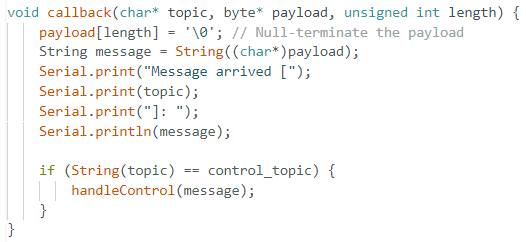 void callback(char* topic, byte* payload, unsigned int length) {
    payload[length] = '\0'; // Null-terminate the payload
    String message = String((char*)payload);
    Serial.print("Message arrived [");
    Serial.print(topic);
    Serial.print("]: ");
    Serial.println(message);

    if (String(topic) == control_topic) {
        handleControl(message);
    }
}